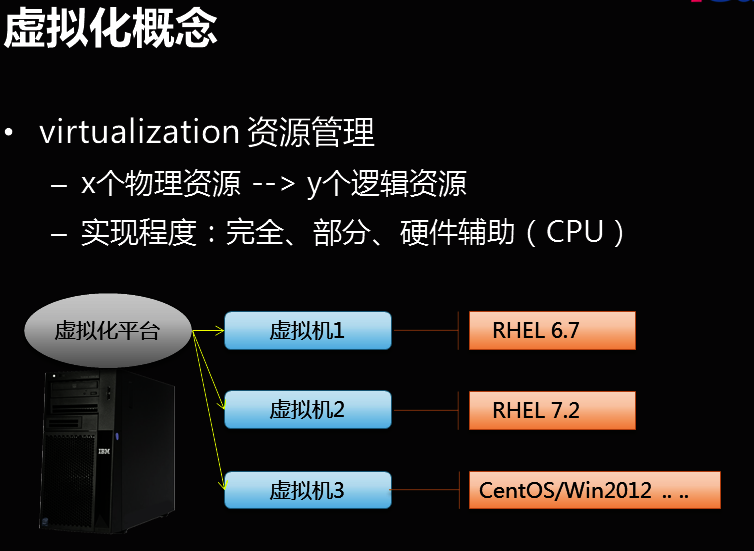 虚拟化概念
• virtualization 资源管理
– x个物理资源 --> y个逻辑资源
– 实现程度：完全、部分、硬件辅助（CPU）
虚拟化平台
虚拟机1
RHEL 6.7
虚拟机2
RHEL 7.2
IBM
虚拟机3
CentOS/Win2012 .. ..